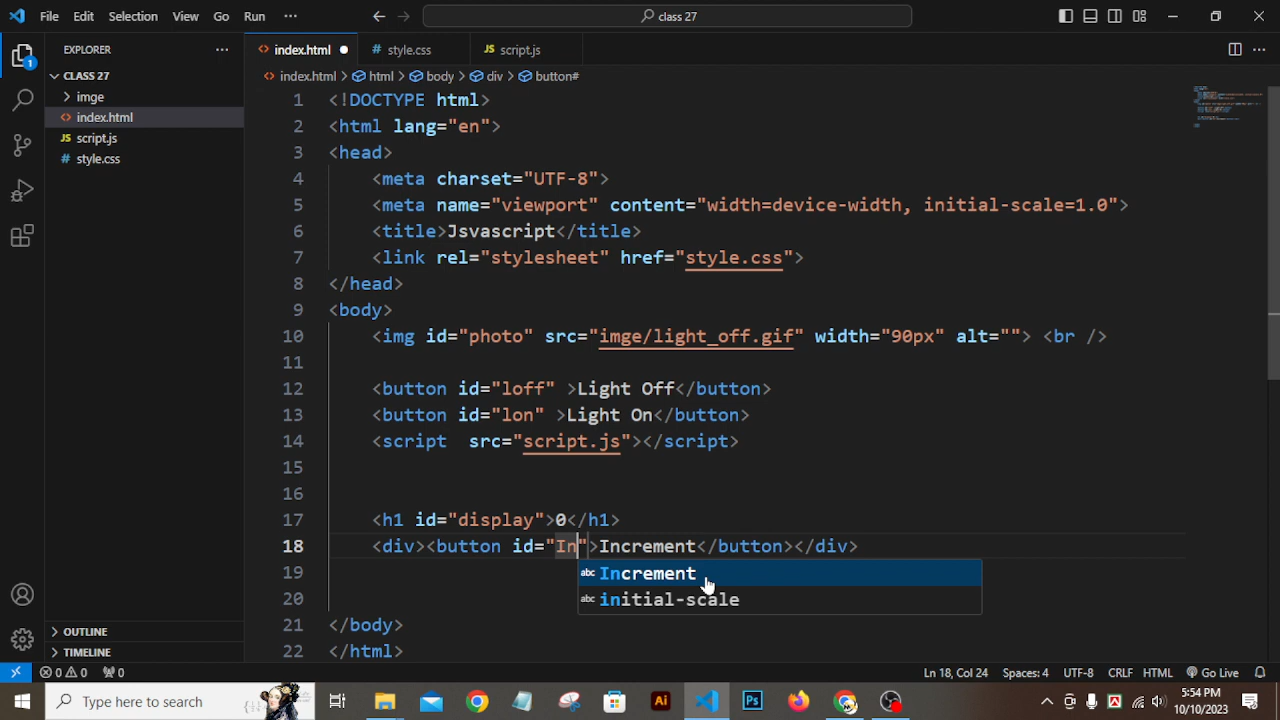 File Edit Selection View Go Run ··· class 27
EXPLORER ···
index.html style.css JS script.js
CLASS 27
index.html > html > body > div > button#
imge
index.html
JS script.js
# style.css
1 <!DOCTYPE html>
2 <html lang="en">
3 <head>
4 <meta charset="UTF-8">
5 <meta name="viewport" content="width=device-width, initial-scale=1.0">
6 <title>Jsvascript</title>
7 <link rel="stylesheet" href="style.css">
8 </head>
9 <body>
10 <img id="photo" src="imge/light_off.gif" width="90px" alt=""> <br />
11
12 <button id="loff" >Light Off</button>
13 <button id="lon" >Light On</button>
14 <script  src="script.js"></script>
15
16
17 <h1 id="display">0</h1>
18 <div><button id="In">Increment</button></div>
19
abc Increment
20
abc initial-scale
21 </body>
22 </html>
OUTLINE
TIMELINE
1
0 0 0 Ln 18, Col 24 Spaces: 4 UTF-8 CRLF HTML Go Live
Type here to search Ai Ps 3:54 PM
10/10/2023